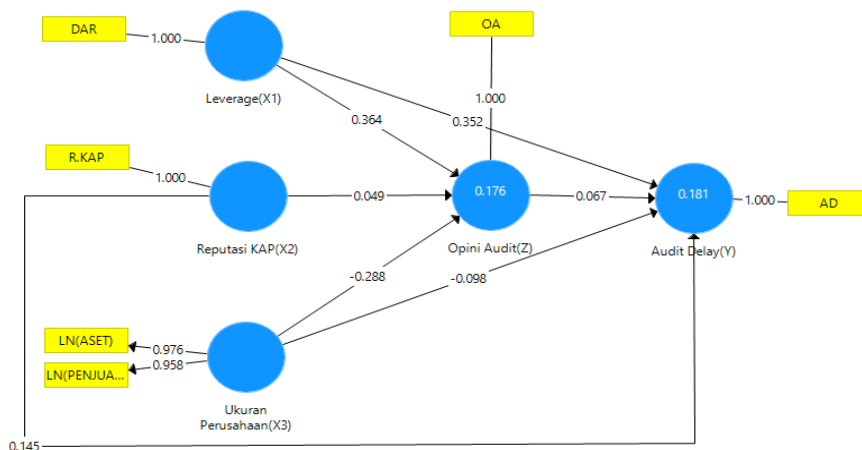 DAR
1.000
Leverage(X1)
OA
1.000
0.364
0.352
R.KAP
1.000
Reputasi KAP(X2)
0.049
0.176
Opini Audit(Z)
0.067
0.181
Audit Delay(Y)
1.000
AD
-0.288
-0.098
LN(ASET)
0.976
LN(PENJUA...
0.958
Ukuran
Perusahaan(X3)
0.145